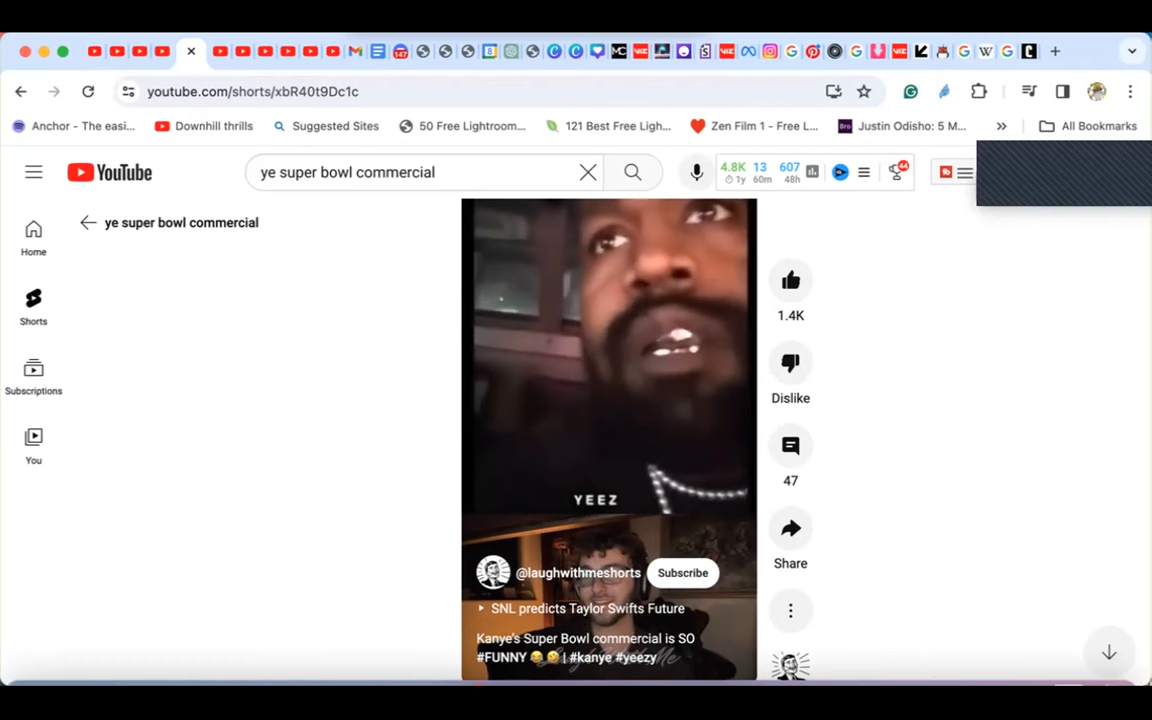 youtube.com/shorts/xbR40t9Dc1c
Anchor - The easi... Downhill thrills Suggested Sites 50 Free Lightroom... 121 Best Free Ligh... Zen Film 1 - Free L... Justin Odisho: 5 M... » All Bookmarks
YouTube
ye super bowl commercial
4.8K 13 607
1y 60m 48h
44
ye super bowl commercial
Home
Shorts
Subscriptions
You
1.4K
Dislike
47
Share
YEEZ
@laughwithmeshorts Subscribe
SNL predicts Taylor Swifts Future
Kanye's Super Bowl commercial is SO
#FUNNY 😂🤣 | #kanye #yeezy